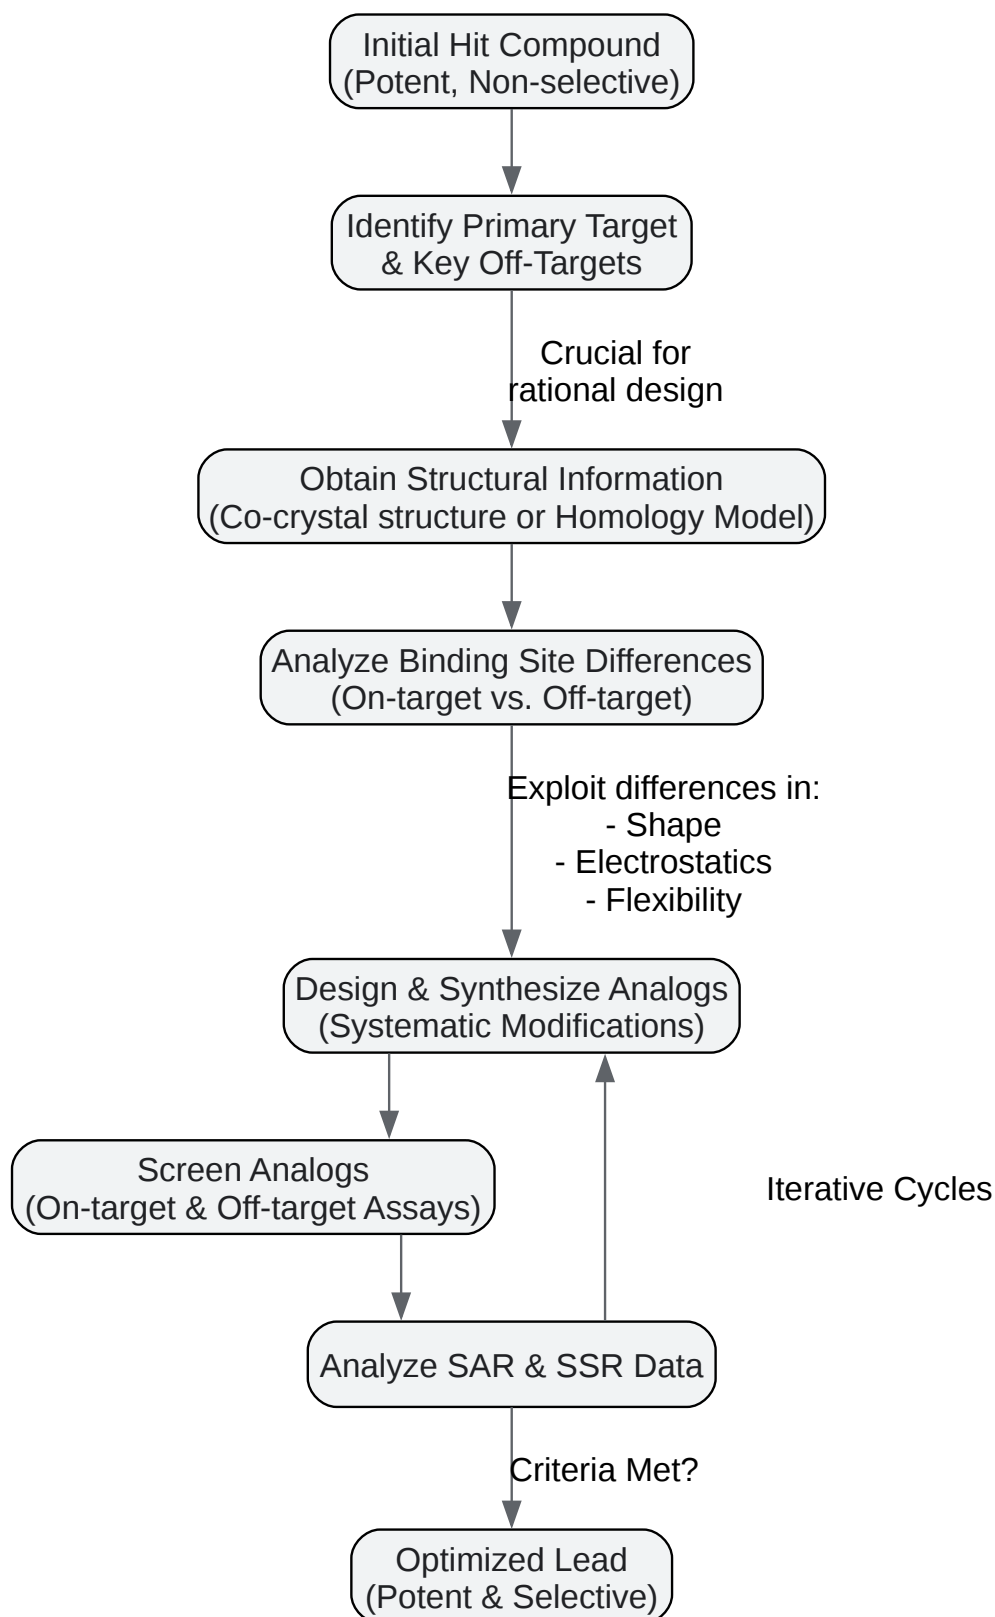 Initial Hit Compound
(Potent, Non-selective)
Identify Primary Target
& Key Off-Targets
Crucial for
rational design
Obtain Structural Information
(Co-crystal structure or Homology Model)
Analyze Binding Site Differences
(On-target vs. Off-target)
Exploit differences in:
- Shape
- Electrostatics
- Flexibility
Design & Synthesize Analogs
(Systematic Modifications)
Screen Analogs
(On-target & Off-target Assays)
Iterative Cycles
Analyze SAR & SSR Data
Criteria Met?
Optimized Lead
(Potent & Selective)